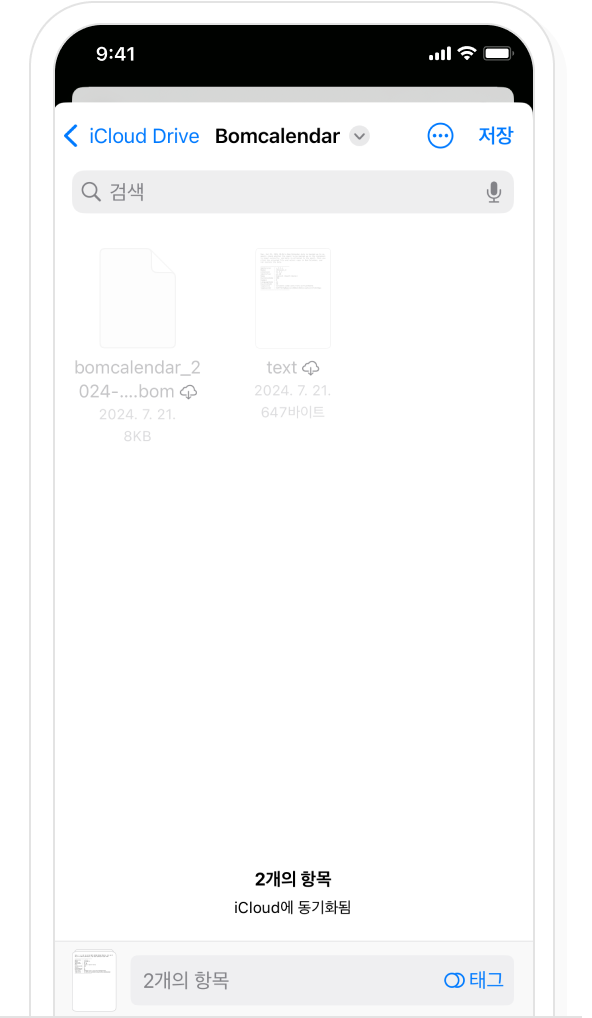 9:41
iCloud Drive Bomcalendar 저장
검색
bomcalendar_2
024-....bom
2024. 7. 21.
8KB
text
2024. 7. 21.
647바이트
2개의 항목
iCloud에 동기화됨
2개의 항목 태그